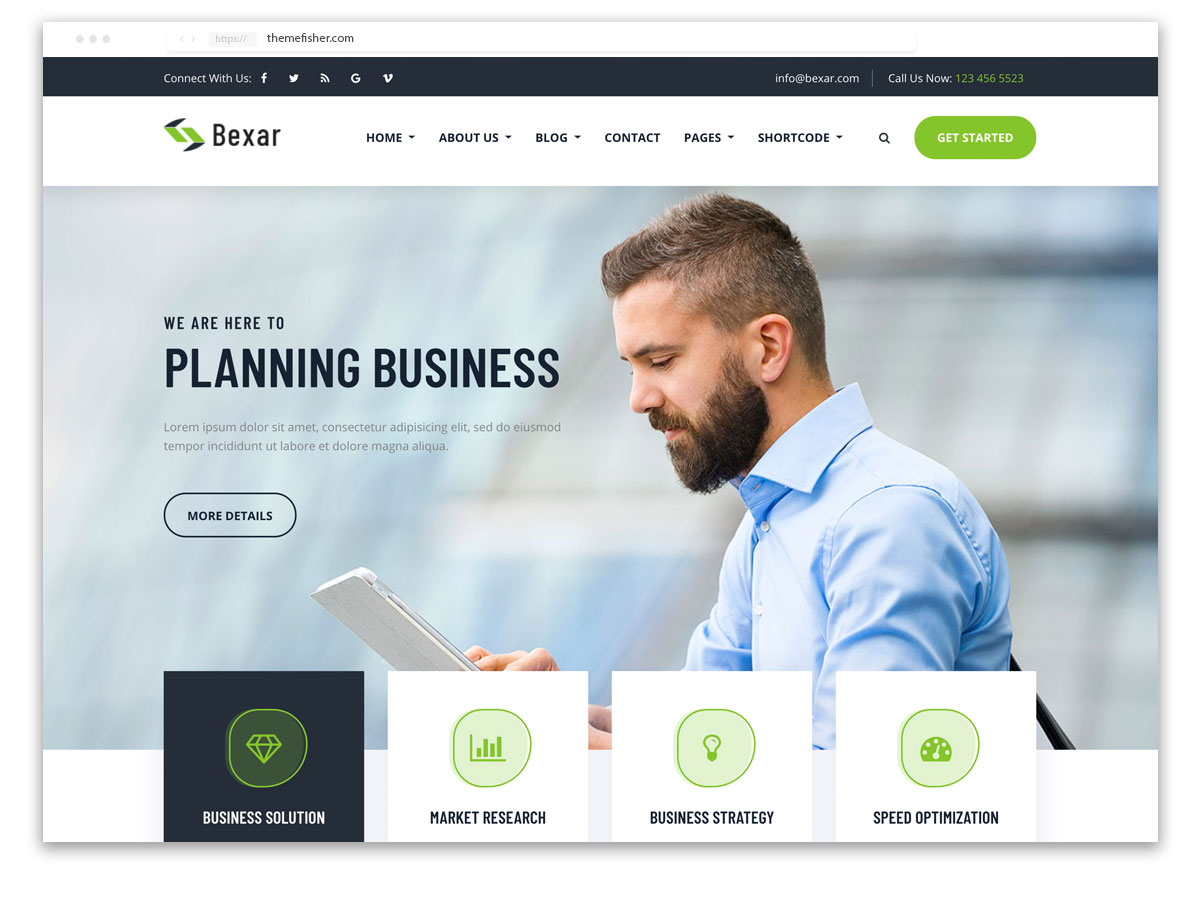 https:// themefisher.com
Connect With Us: info@bexar.com Call Us Now: 123 456 5523
Bexar HOME ABOUT US BLOG CONTACT PAGES SHORTCODE GET STARTED
WE ARE HERE TO
PLANNING BUSINESS
Lorem ipsum dolor sit amet, consectetur adipisicing elit, sed do eiusmod
tempor incididunt ut labore et dolore magna aliqua.
MORE DETAILS
BUSINESS SOLUTION MARKET RESEARCH BUSINESS STRATEGY SPEED OPTIMIZATION